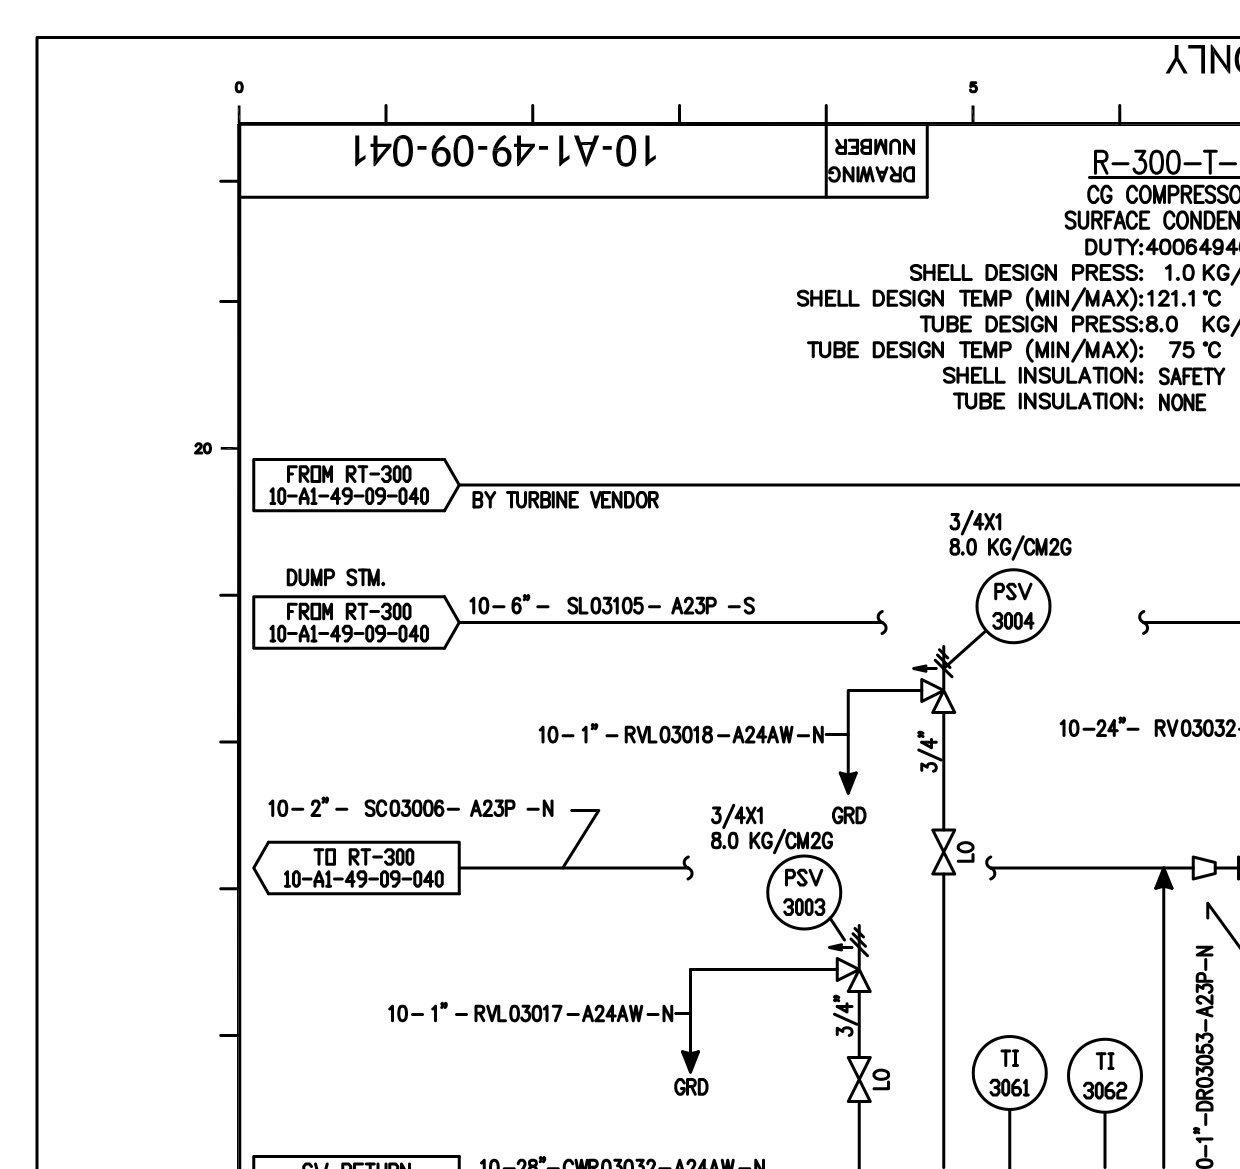 ONLY
0
5
10-A1-49-09-041
DRAWING
NUMBER
R-300-T-
CG COMPRESSO
SURFACE CONDEN
DUTY:4006494
SHELL DESIGN PRESS: 1.0 KG/
SHELL DESIGN TEMP (MIN/MAX):121.1 °C
TUBE DESIGN PRESS:8.0 KG/
TUBE DESIGN TEMP (MIN/MAX): 75 °C
SHELL INSULATION: SAFETY
TUBE INSULATION: NONE
20
FROM RT-300
10-A1-49-09-040
BY TURBINE VENDOR
3/4X1
8.0 KG/CM2G
PSV
3004
DUMP STM.
FROM RT-300
10-A1-49-09-040
10-6"- SL03105-A23P-S
10-1"-RVL03018-A24AW-N
3/4"
10-24"- RV03032-
GRD
10-2"- SC03006-A23P-N
3/4X1
8.0 KG/CM2G
PSV
3003
LO
TO RT-300
10-A1-49-09-040
10-1"-RVL03017-A24AW-N
3/4"
GRD
LO
TI
3061
TI
3062
0-1"-DR03053-A23P-N
10-28"-CWR03032-A24AW-N